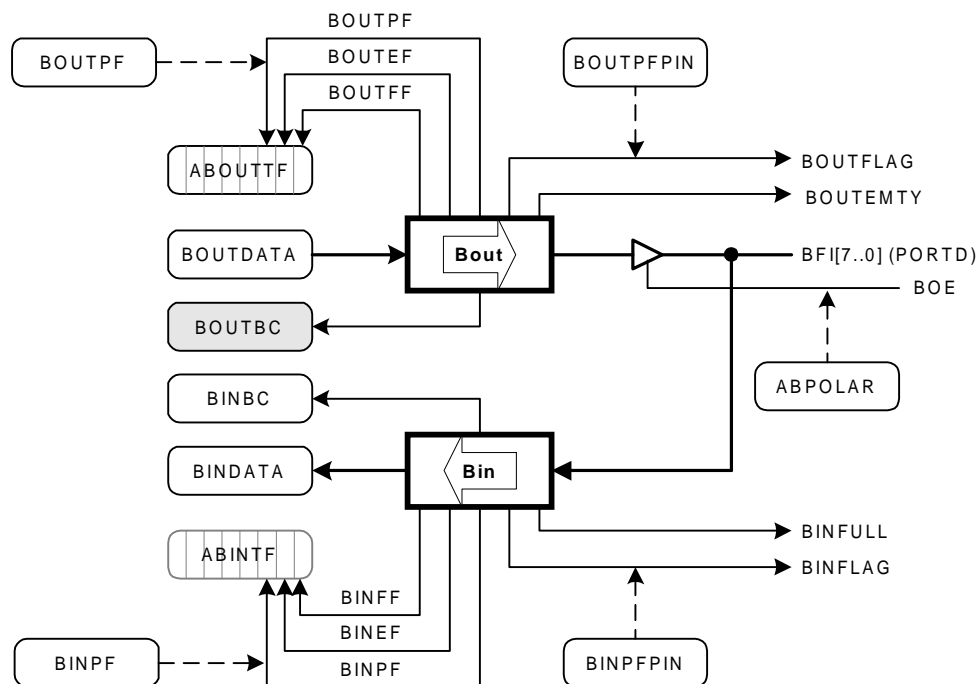 BOUTPF
BOUTPF
BOUTEF
BOUTFF
BOUTPFPIN
ABOUTTF
BOUTFLAG
BOUTEMTY
BOUTDATA
Bout
BFI[7..0] (PORTD)
BOE
BOUTBC
ABPOLAR
BINBC
BINDATA
Bin
BINFULL
ABINTF
BINFLAG
BINFF
BINEF
BINPF
BINPF
BINPFPIN